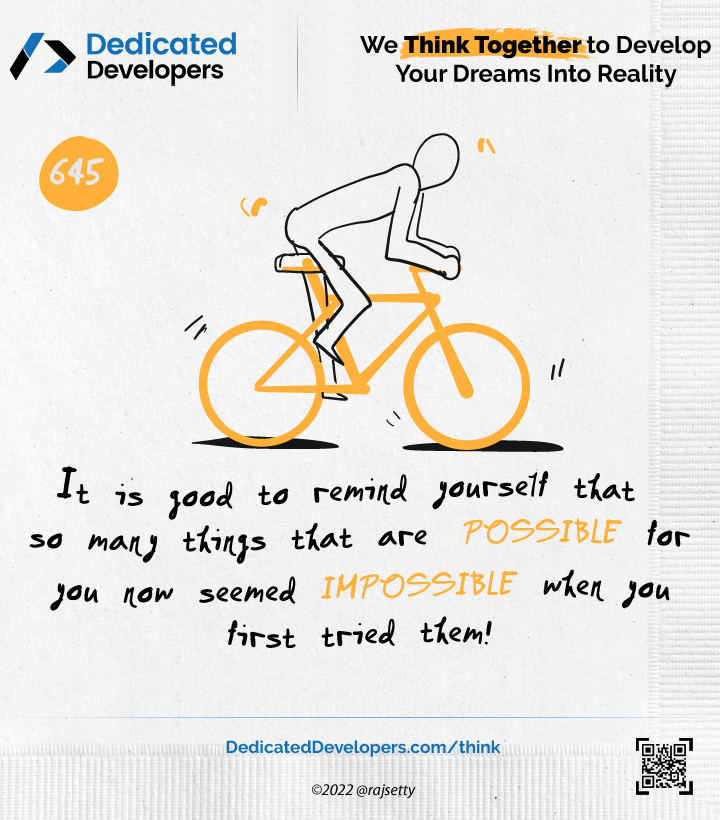 Dedicated
Developers
We Think Together to Develop
Your Dreams Into Reality
645
It is good to remind yourself that
so many things that are POSSIBLE for
you now seemed IMPOSSIBLE when you
first tried them!
DedicatedDevelopers.com/think
©2022 @rajsetty